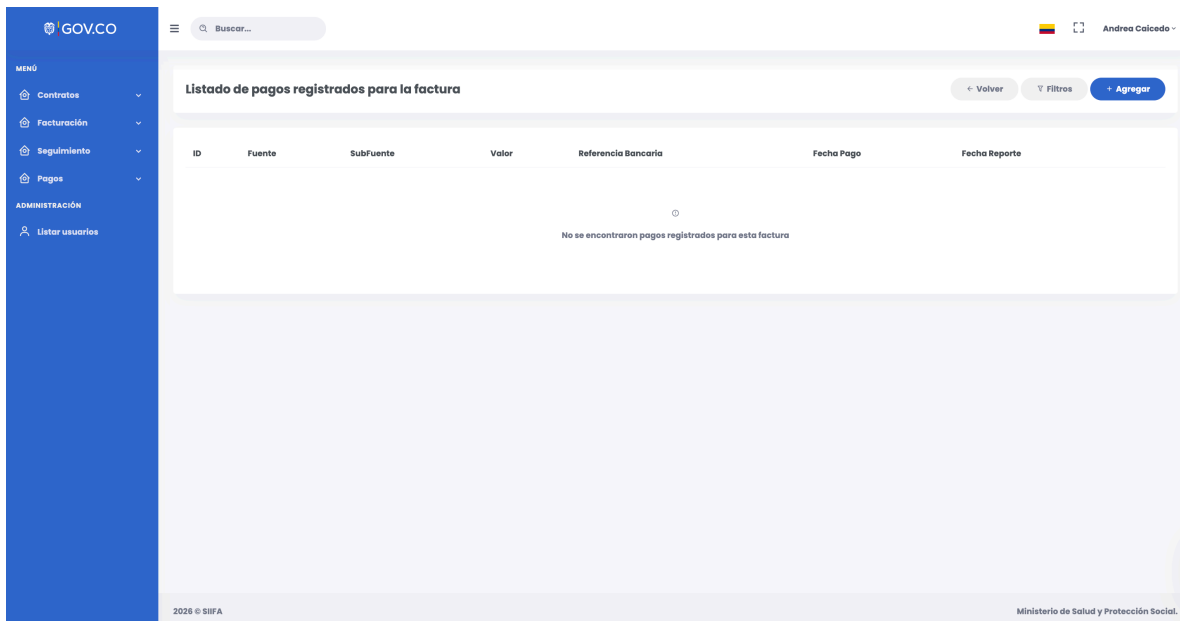 GOV.CO
Buscar...
Andrea Caicedo
MENÚ
Contratos
Facturación
Seguimiento
Pagos
ADMINISTRACIÓN
Listar usuarios
Listado de pagos registrados para la factura
Volver
Filtros
+ Agregar
ID Fuente SubFuente Valor Referencia Bancaria Fecha Pago Fecha Reporte
No se encontraron pagos registrados para esta factura
2026 © SIIFA
Ministerio de Salud y Protección Social.